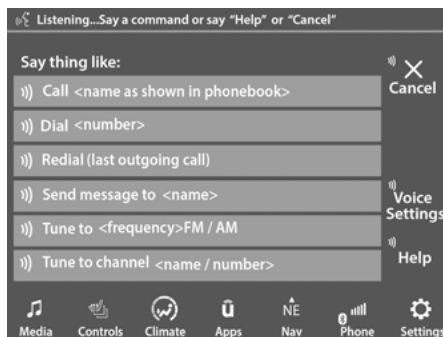 Listening...Say a command or say “Help” or “Cancel”
Say thing like:
Call <name as shown in phonebook>
Dial <number>
Redial (last outgoing call)
Send message to <name>
Tune to <frequency>FM / AM
Tune to channel <name / number>
Cancel
Voice
Settings
Help
NE
Media Controls Climate Apps Nav Phone Settings